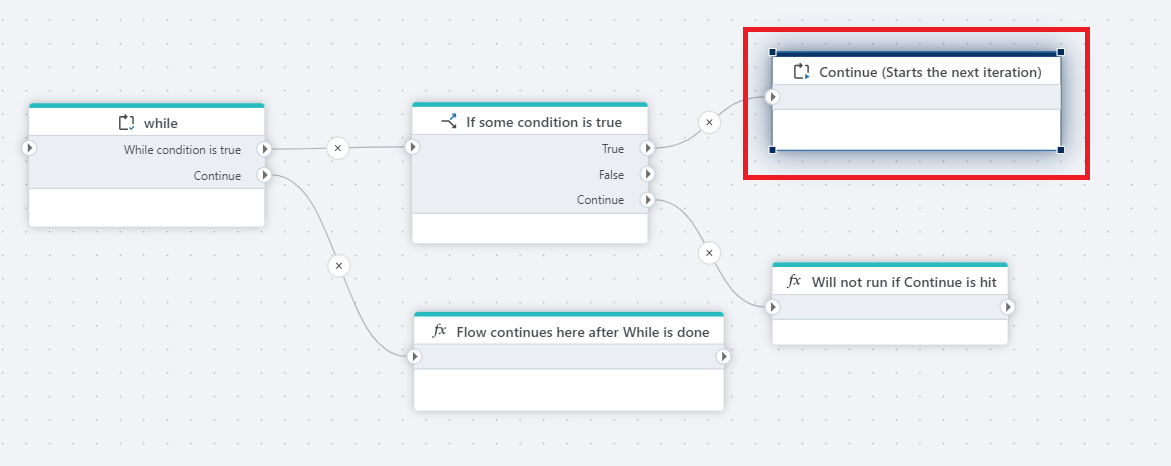 while
While condition is true
Continue
If some condition is true
True
False
Continue
Continue (Starts the next iteration)
fx Will not run if Continue is hit
fx Flow continues here after While is done